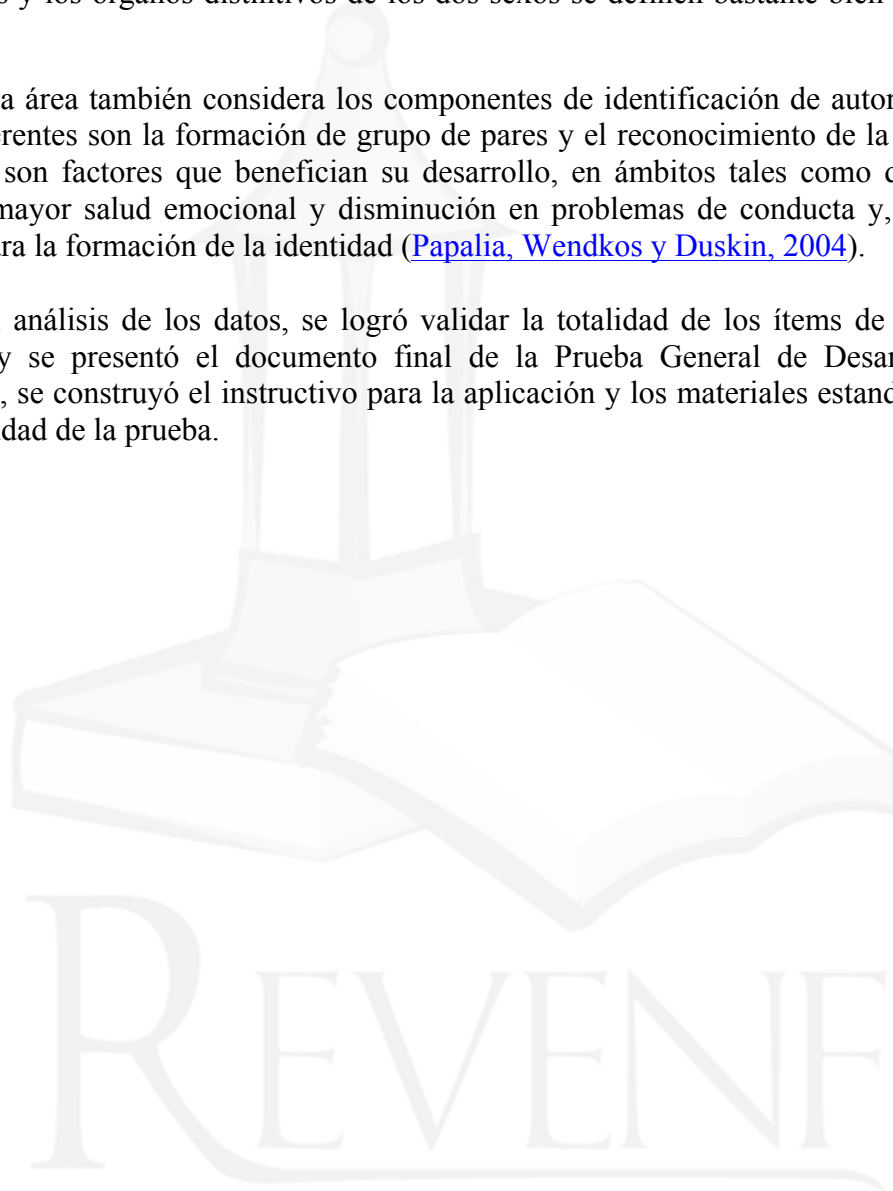 y los órganos distintivos de los dos sexos se definen bastante bien
a área también considera los componentes de identificación de autor
erentes son la formación de grupo de pares y el reconocimiento de la
son factores que benefician su desarrollo, en ámbitos tales como
mayor salud emocional y disminución en problemas de conducta y,
ra la formación de la identidad (Papalia, Wendkos y Duskin, 2004).
análisis de los datos, se logró validar la totalidad de los ítems de
y se presentó el documento final de la Prueba General de Desar
, se construyó el instructivo para la aplicación y los materiales estand
idad de la prueba.
REVENF